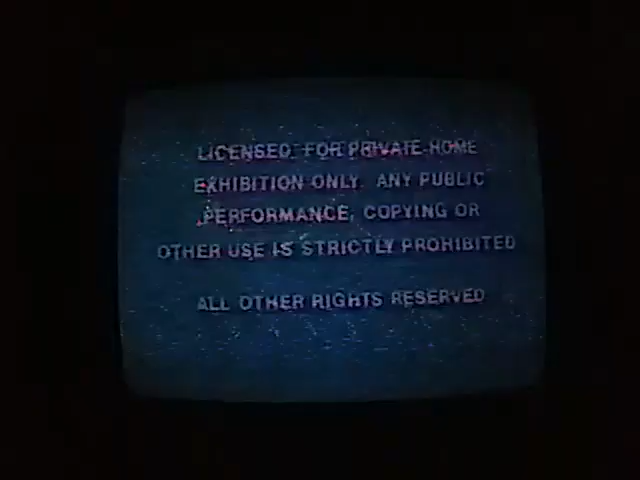 LICENSED FOR PRIVATE HOME
EXHIBITION ONLY. ANY PUBLIC
PERFORMANCE, COPYING OR
OTHER USE IS STRICTLY PROHIBITED
ALL OTHER RIGHTS RESERVED